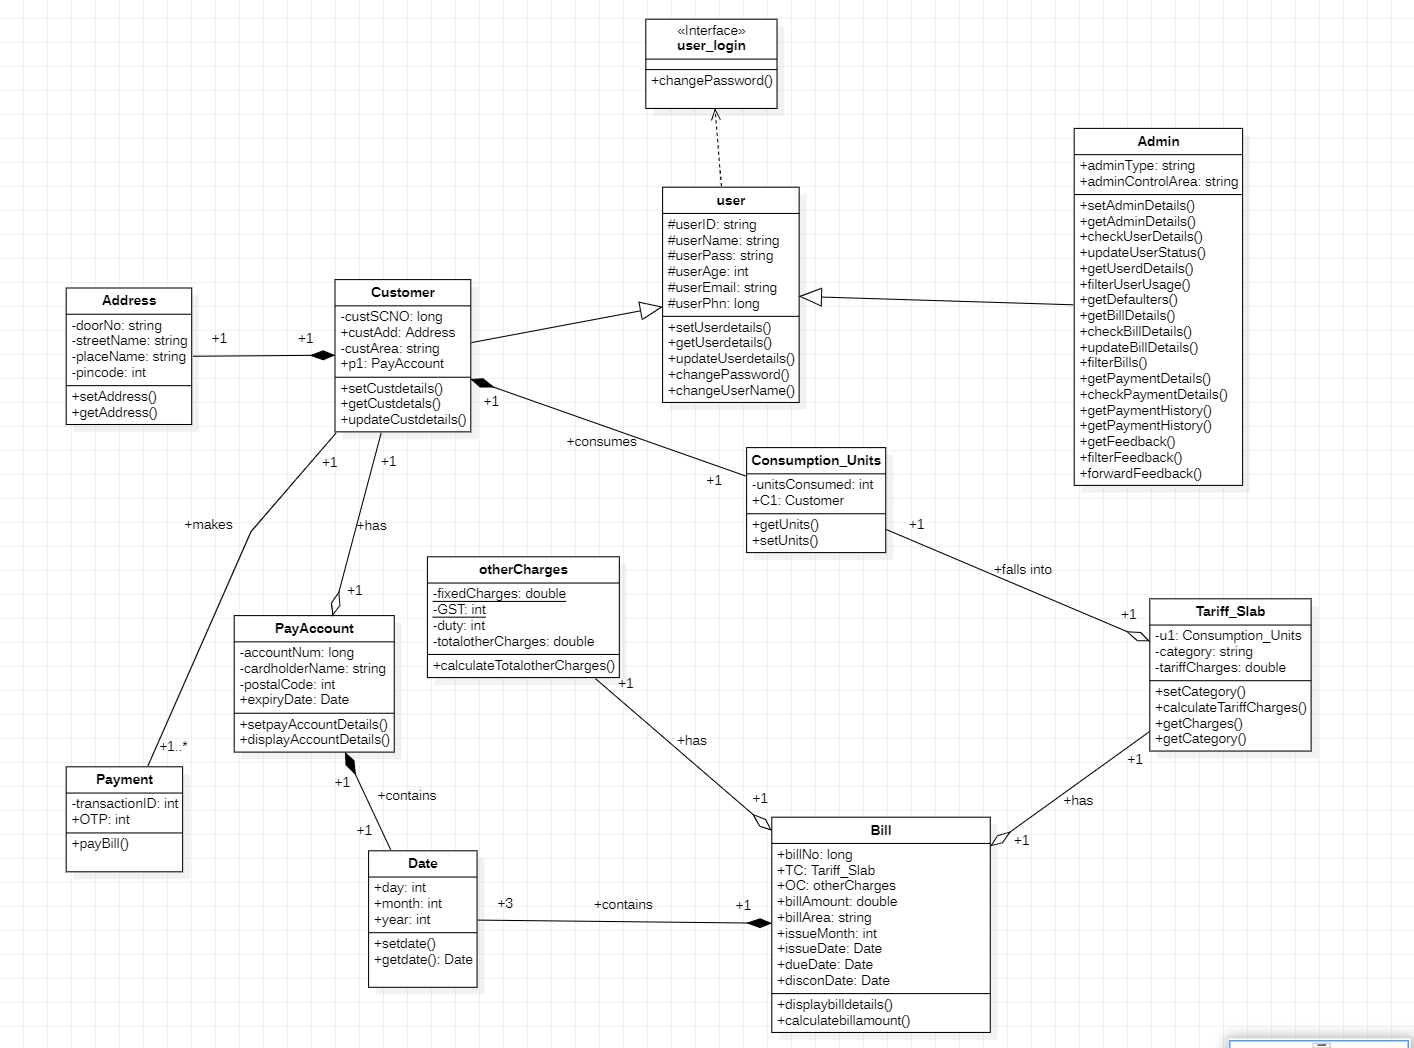 «Interface»
user_login
+changePassword()
Admin
+adminType: string
+adminControlArea: string
+setAdminDetails()
+getAdminDetails()
+checkUserDetails()
+updateUserStatus()
+getUserdDetails()
+filterUserUsage()
+getDefaulters()
+getBillDetails()
+checkBillDetails()
+updateBillDetails()
+filterBills()
+getPaymentDetails()
+checkPaymentDetails()
+getPaymentHistory()
+getPaymentHistory()
+getFeedback()
+filterFeedback()
+forwardFeedback()
user
#userID: string
#userName: string
#userPass: string
#userAge: int
#userEmail: string
#userPhn: long
+setUserdetails()
+getUserdetails()
+updateUserdetails()
+changePassword()
+changeUserName()
Address
-doorNo: string
-streetName: string
-placeName: string
-pincode: int
+setAddress()
+getAddress()
+1
+1
Customer
-custSCNO: long
+custAdd: Address
-custArea: string
+p1: PayAccount
+setCustdetails()
+getCustdetals()
+updateCustdetails()
+1
+consumes
+1
Consumption_Units
-unitsConsumed: int
+C1: Customer
+getUnits()
+setUnits()
+1
+makes
+1..*
+1
+has
+1
+1
+falls into
+1
otherCharges
-fixedCharges: double
-GST: int
-duty: int
-totalotherCharges: double
+calculateTotalotherCharges()
+1
+has
+1
Tariff_Slab
-u1: Consumption_Units
-category: string
-tariffCharges: double
+setCategory()
+calculateTariffCharges()
+getCharges()
+getCategory()
+1
+has
+1
PayAccount
-accountNum: long
-cardholderName: string
-postalCode: int
+expiryDate: Date
+setpayAccountDetails()
+displayAccountDetails()
+1
+contains
+1
Payment
-transactionID: int
+OTP: int
+payBill()
Date
+day: int
+month: int
+year: int
+setdate()
+getdate(): Date
+3
+contains
+1
Bill
+billNo: long
+TC: Tariff_Slab
+OC: otherCharges
+billAmount: double
+billArea: string
+issueMonth: int
+issueDate: Date
+dueDate: Date
+disconDate: Date
+displaybilldetails()
+calculatebillamount()